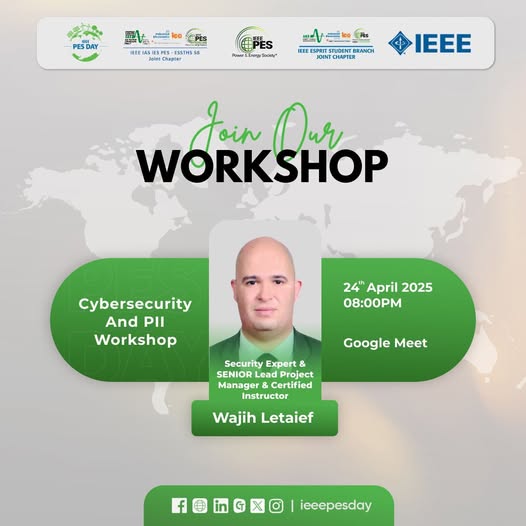 IEEE
PES DAY
IEEE IAS IES PES - ESSTHS SB
Joint Chapter
IEEE
PES
Power & Energy Society®
IEEE ESPRIT STUDENT BRANCH
JOINT CHAPTER
IEEE
Join Our
WORKSHOP
Cybersecurity
And PII
Workshop
24th April 2025
08:00PM
Google Meet
Security Expert &
SENIOR Lead Project
Manager & Certified
Instructor
Wajih Letaief
| ieeepesday